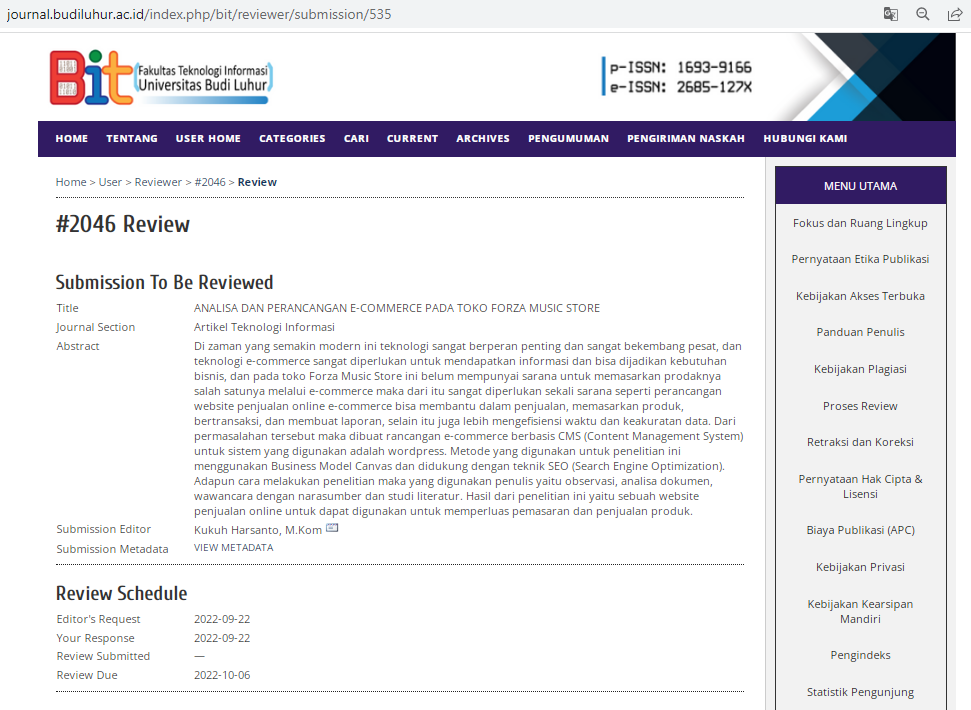 journal.budiluhur.ac.id/index.php/bit/reviewer/submission/535
Bit
Fakultas Teknologi Informasi
Universitas Budi Luhur
p-ISSN: 1693-9166
e-ISSN: 2685-127X
HOME TENTANG USER HOME CATEGORIES CARI CURRENT ARCHIVES PENGUMUMAN PENGIRIMAN NASKAH HUBUNGI KAMI
Home > User > Reviewer > #2046 > Review
#2046 Review
Submission To Be Reviewed
Title ANALISA DAN PERANCANGAN E-COMMERCE PADA TOKO FORZA MUSIC STORE
Journal Section Artikel Teknologi Informasi
Abstract Di zaman yang semakin modern ini teknologi sangat berperan penting dan sangat bekembang pesat, dan
teknologi e-commerce sangat diperlukan untuk mendapatkan informasi dan bisa dijadikan kebutuhan
bisnis, dan pada toko Forza Music Store ini belum mempunyai sarana untuk memasarkan prodaknya
salah satunya melalui e-commerce maka dari itu sangat diperlukan sekali sarana seperti perancangan
website penjualan online e-commerce bisa membantu dalam penjualan, memasarkan produk,
bertransaksi, dan membuat laporan, selain itu juga lebih mengefisiensi waktu dan keakuratan data. Dari
permasalahan tersebut maka dibuat rancangan e-commerce berbasis CMS (Content Management System)
untuk sistem yang digunakan adalah wordpress. Metode yang digunakan untuk penelitian ini
menggunakan Business Model Canvas dan didukung dengan teknik SEO (Search Engine Optimization).
Adapun cara melakukan penelitian maka yang digunakan penulis yaitu observasi, analisa dokumen,
wawancara dengan narasumber dan studi literatur. Hasil dari penelitian ini yaitu sebuah website
penjualan online untuk dapat digunakan untuk memperluas pemasaran dan penjualan produk.
Submission Editor Kukuh Harsanto, M.Kom
Submission Metadata VIEW METADATA
Review Schedule
Editor's Request 2022-09-22
Your Response 2022-09-22
Review Submitted —
Review Due 2022-10-06
MENU UTAMA
Fokus dan Ruang Lingkup
Pernyataan Etika Publikasi
Kebijakan Akses Terbuka
Panduan Penulis
Kebijakan Plagiasi
Proses Review
Retraksi dan Koreksi
Pernyataan Hak Cipta &
Lisensi
Biaya Publikasi (APC)
Kebijakan Privasi
Kebijakan Kearsipan
Mandiri
Pengindeks
Statistik Pengunjung